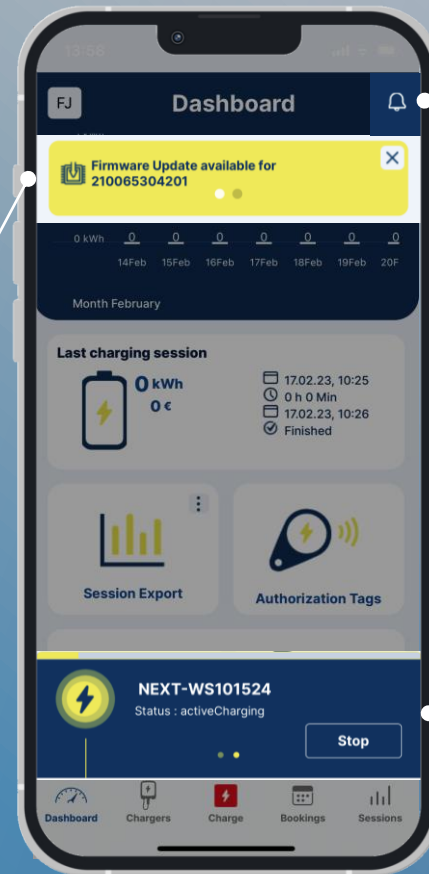 13:58
FJ
Dashboard
Firmware Update available for
210065304201
0 kWh 0 0 0 0 0 0 0
14Feb 15Feb 16Feb 17Feb 18Feb 19Feb 20F
Month February
Last charging session
0 kWh
0 €
17.02.23, 10:25
0 h 0 Min
17.02.23, 10:26
Finished
Session Export
Authorization Tags
NEXT-WS101524
Status : activeCharging
Stop
Dashboard
Chargers
Charge
Bookings
Sessions